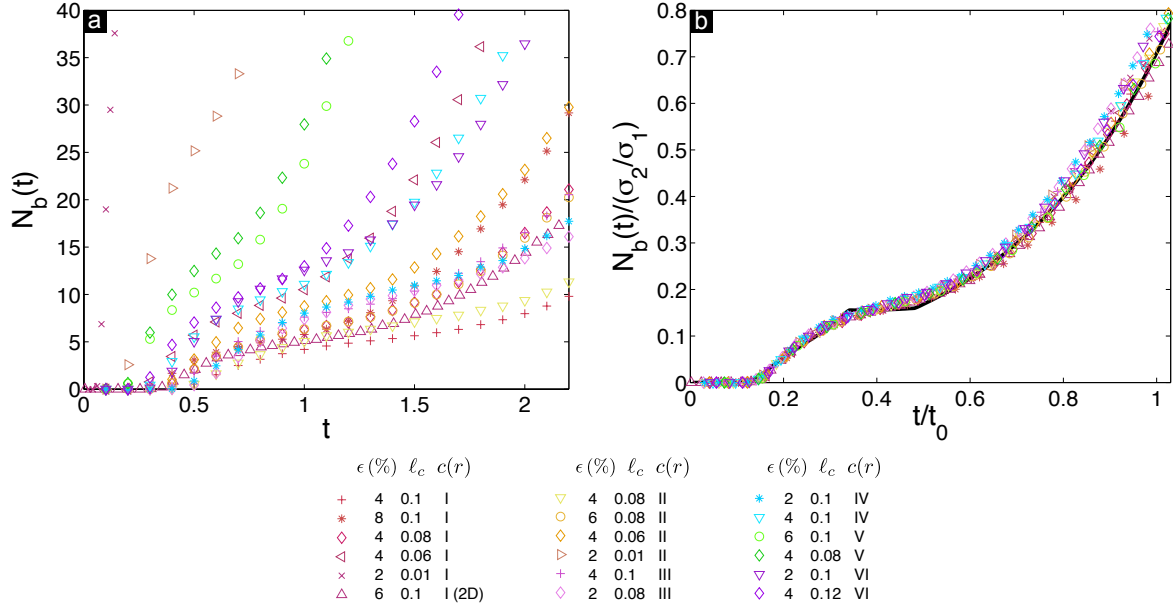 a
40
35
30
25
20
15
10
5
0
N_b(t)
0 0.5 1 1.5 2
t
b
0.8
0.7
0.6
0.5
0.4
0.3
0.2
0.1
0
N_b(t)/(σ_2/σ_1)
0 0.2 0.4 0.6 0.8 1
t/t_0
ϵ (%) ℓ_c c(r) ϵ (%) ℓ_c c(r) ϵ (%) ℓ_c c(r)
4 0.1 I 4 0.08 II 2 0.1 IV
8 0.1 I 6 0.08 II 4 0.1 IV
4 0.08 I 4 0.06 II 6 0.1 V
4 0.06 I 2 0.01 II 4 0.08 V
2 0.01 I 4 0.1 III 2 0.1 VI
6 0.1 I (2D) 2 0.08 III 4 0.12 VI